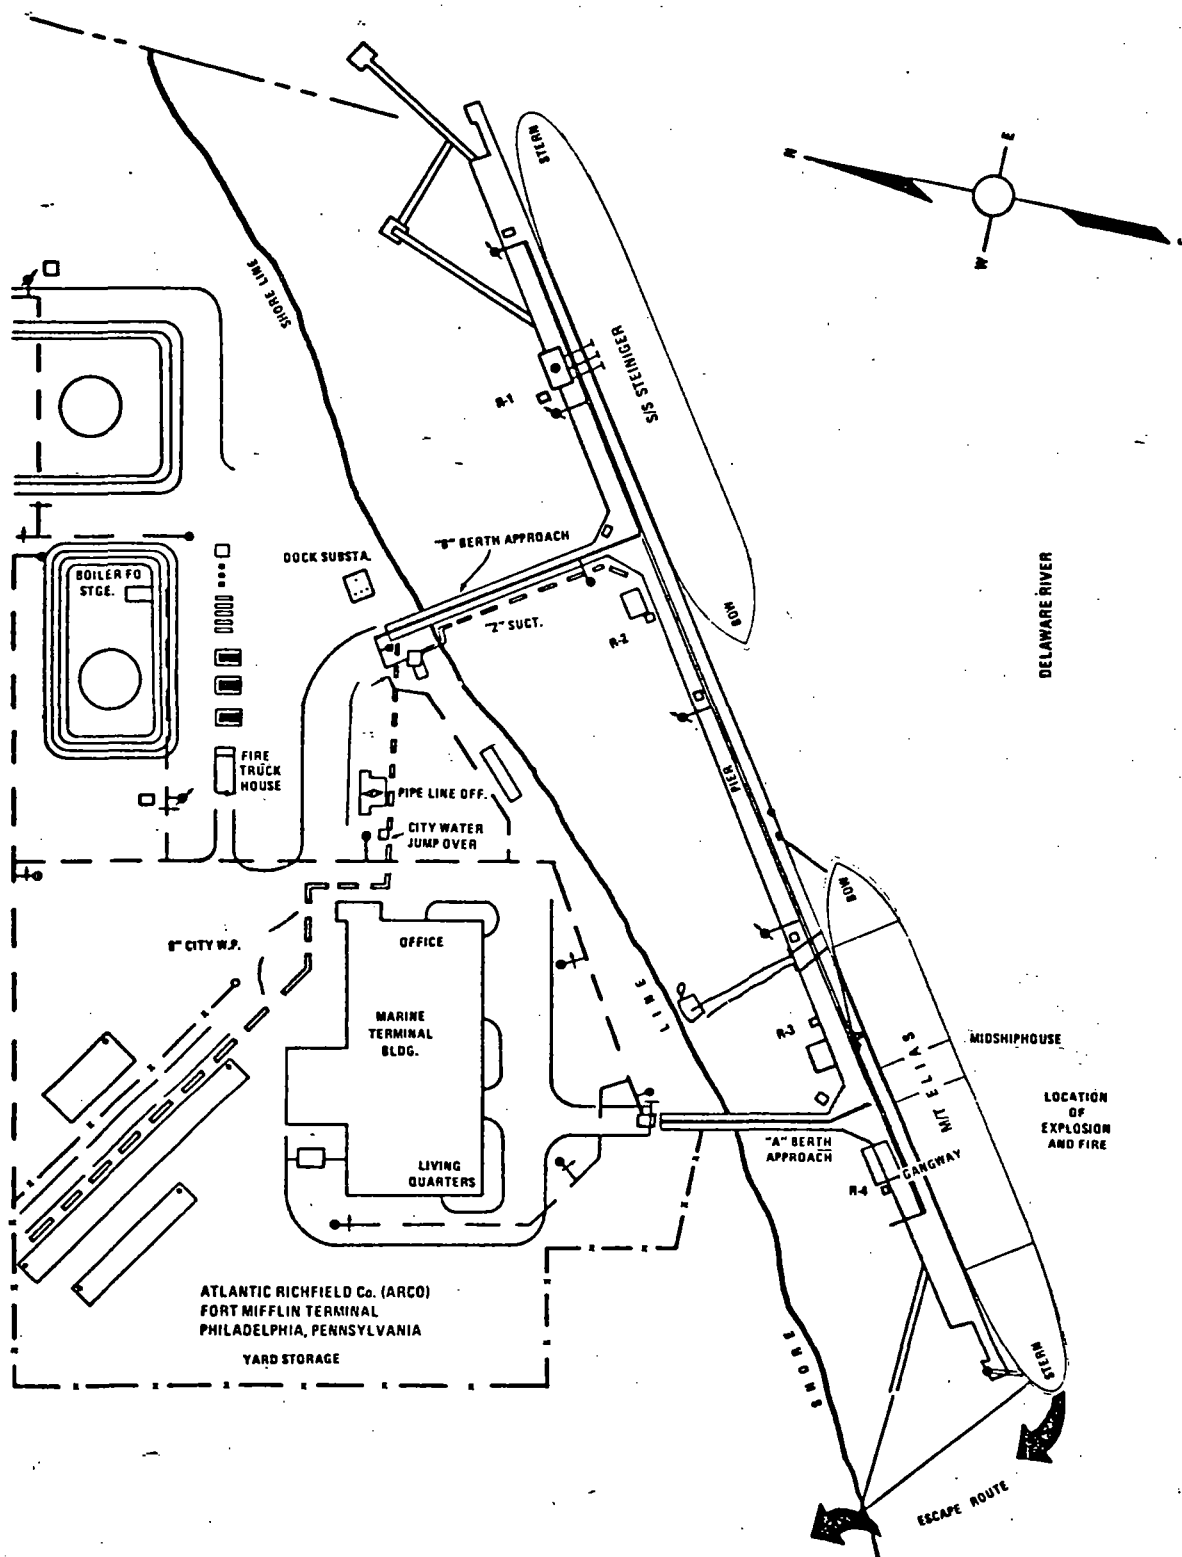 N
E
W
STERN
SHORE LINE
S/S STEINIGER
R-1
"B" BERTH APPROACH
DOCK SUBSTA.
BOILER FO
STGE.
"Z" SUCT.
R-2
BOW
DELAWARE RIVER
FIRE
TRUCK
HOUSE
PIPE LINE OFF.
PIER
CITY WATER
JUMP OVER
BOW
8" CITY W.P.
OFFICE
LINE
MARINE
TERMINAL
BLDG.
R-3
M/T ELIAS
MIDSHIPHOUSE
LOCATION
OF
EXPLOSION
AND FIRE
"A" BERTH
APPROACH
GANGWAY
LIVING
QUARTERS
R-4
ATLANTIC RICHFIELD Co. (ARCO)
FORT MIFFLIN TERMINAL
PHILADELPHIA, PENNSYLVANIA
YARD STORAGE
SHORE
STERN
ESCAPE ROUTE